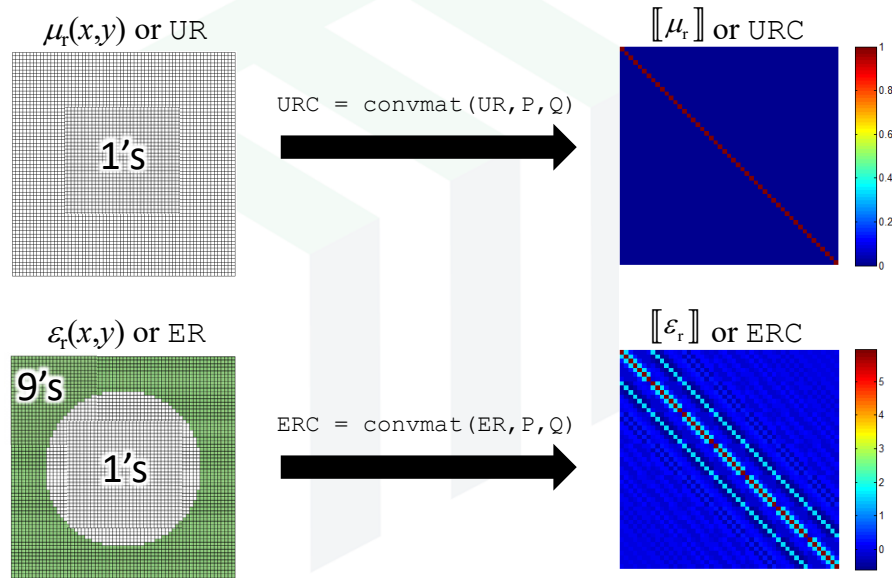 μr(x,y) or UR
⟦μr⟧ or URC
URC = convmat(UR,P,Q)
1's
1
0.8
0.6
0.4
0.2
0
εr(x,y) or ER
⟦εr⟧ or ERC
9's
ERC = convmat(ER,P,Q)
1's
5
4
3
2
1
0